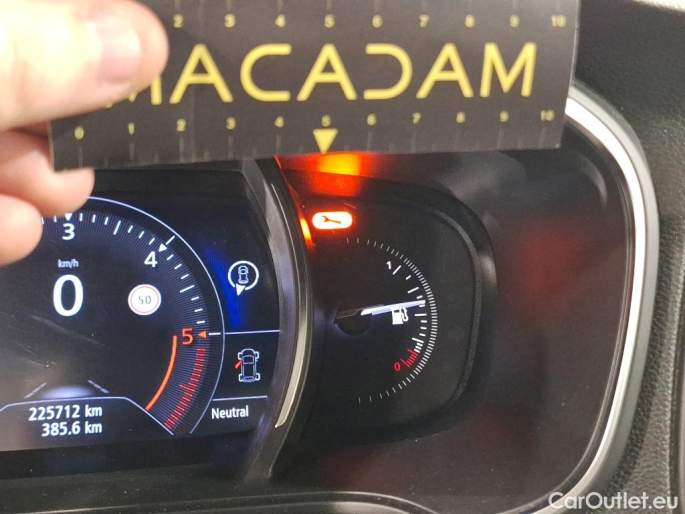 2 3 4 5 6 7 8 9 10
MACADAM
0 1 2 3 4 5 6 7 8 9 10
3
4
km/h
0
50
1
5
0
225712 km
385.6 km
Neutral
CarOutlet.eu